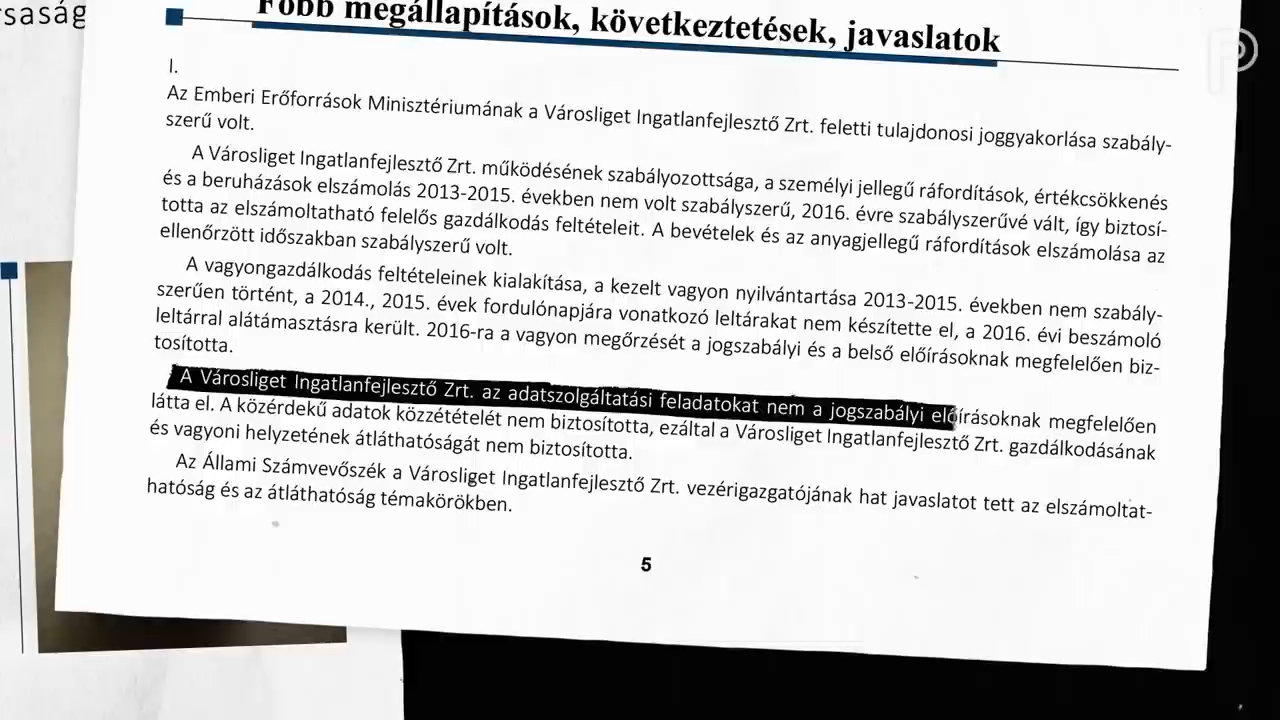 rsaság
Főbb megállapítások, következtetések, javaslatok
I.
Az Emberi Erőforrások Minisztériumának a Városliget Ingatlanfejlesztő Zrt. feletti tulajdonosi joggyakorlása szabály-
szerű volt.
A Városliget Ingatlanfejlesztő Zrt. működésének szabályozottsága, a személyi jellegű ráfordítások, értékcsökkenés
és a beruházások elszámolás 2013-2015. években nem volt szabályszerű, 2016. évre szabályszerűvé vált, így biztosí-
totta az elszámoltatható felelős gazdálkodás feltételeit. A bevételek és az anyagjellegű ráfordítások elszámolása az
ellenőrzött időszakban szabályszerű volt.
A vagyongazdálkodás feltételeinek kialakítása, a kezelt vagyon nyilvántartása 2013-2015. években nem szabály-
szerűen történt, a 2014., 2015. évek fordulónapjára vonatkozó leltárakat nem készítette el, a 2016. évi beszámoló
leltárral alátámasztásra került. 2016-ra a vagyon megőrzését a jogszabályi és a belső előírásoknak megfelelően biz-
tosította.
A Városliget Ingatlanfejlesztő Zrt. az adatszolgáltatási feladatokat nem a jogszabályi előírásoknak megfelelően
látta el. A közérdekű adatok közzétételét nem biztosította, ezáltal a Városliget Ingatlanfejlesztő Zrt. gazdálkodásának
és vagyoni helyzetének átláthatóságát nem biztosította.
Az Állami Számvevőszék a Városliget Ingatlanfejlesztő Zrt. vezérigazgatójának hat javaslatot tett az elszámoltat-
hatóság és az átláthatóság témakörökben.
5
P